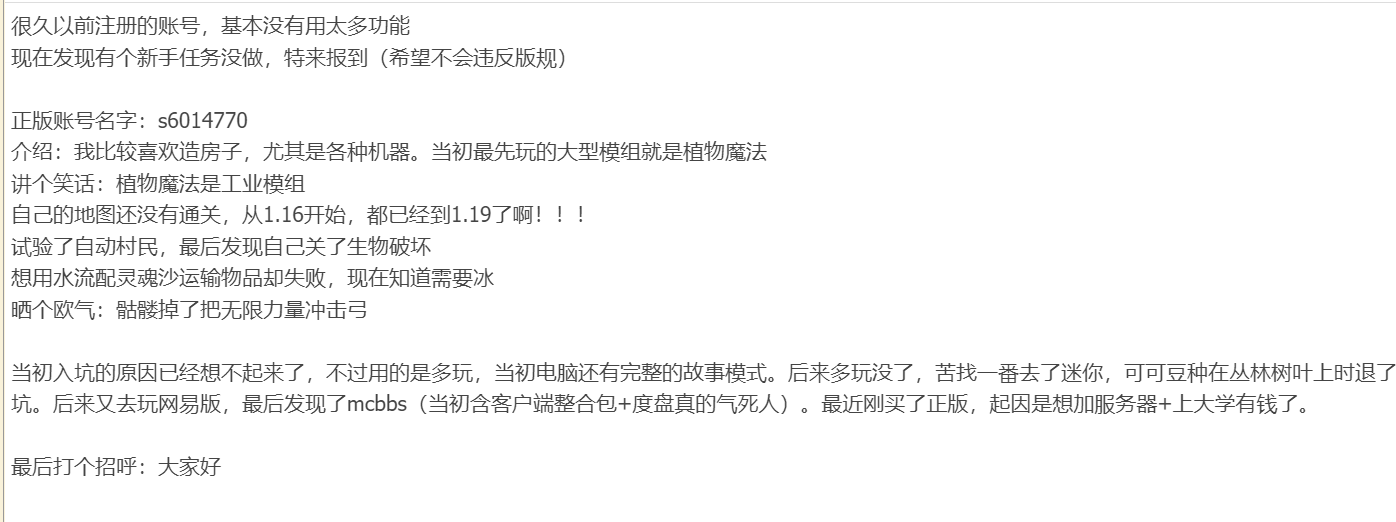 很久以前注册的账号，基本没有用太多功能
现在发现有个新手任务没做，特来报到（希望不会违反版规）
正版账号名字：s6014770
介绍：我比较喜欢造房子，尤其是各种机器。当初最先玩的大型模组就是植物魔法
讲个笑话：植物魔法是工业模组
自己的地图还没有通关，从1.16开始，都已经到1.19了啊！！！
试验了自动村民，最后发现自己关了生物破坏
想用水流配灵魂沙运输物品却失败，现在知道需要冰
晒个欧气：骷髅掉了把无限力量冲击弓
当初入坑的原因已经想不起来了，不过用的是多玩，当初电脑还有完整的故事模式。后来多玩没了，苦找一番去了迷你，可可豆种在丛林树叶上时退了
坑。后来又去玩网易版，最后发现了mcbbs（当初含客户端整合包+度盘真的气死人）。最近刚买了正版，起因是想加服务器+上大学有钱了。
最后打个招呼：大家好